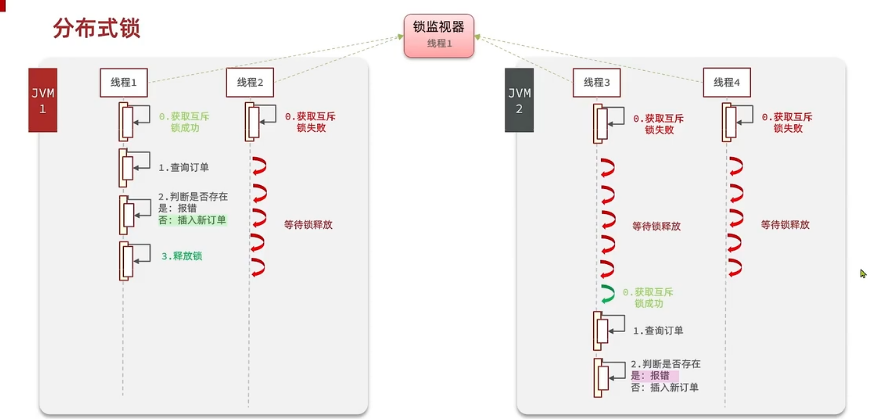 分布式锁
锁监视器
线程1
JVM
1
线程1
线程2
0.获取互斥
锁成功
0.获取互斥
锁失败
1.查询订单
2.判断是否存在
是: 报错
否: 插入新订单
等待锁释放
3.释放锁
JVM
2
线程3
线程4
0.获取互斥
锁失败
0.获取互斥
锁失败
等待锁释放
等待锁释放
0.获取互斥
锁成功
1.查询订单
2.判断是否存在
是: 报错
否: 插入新订单